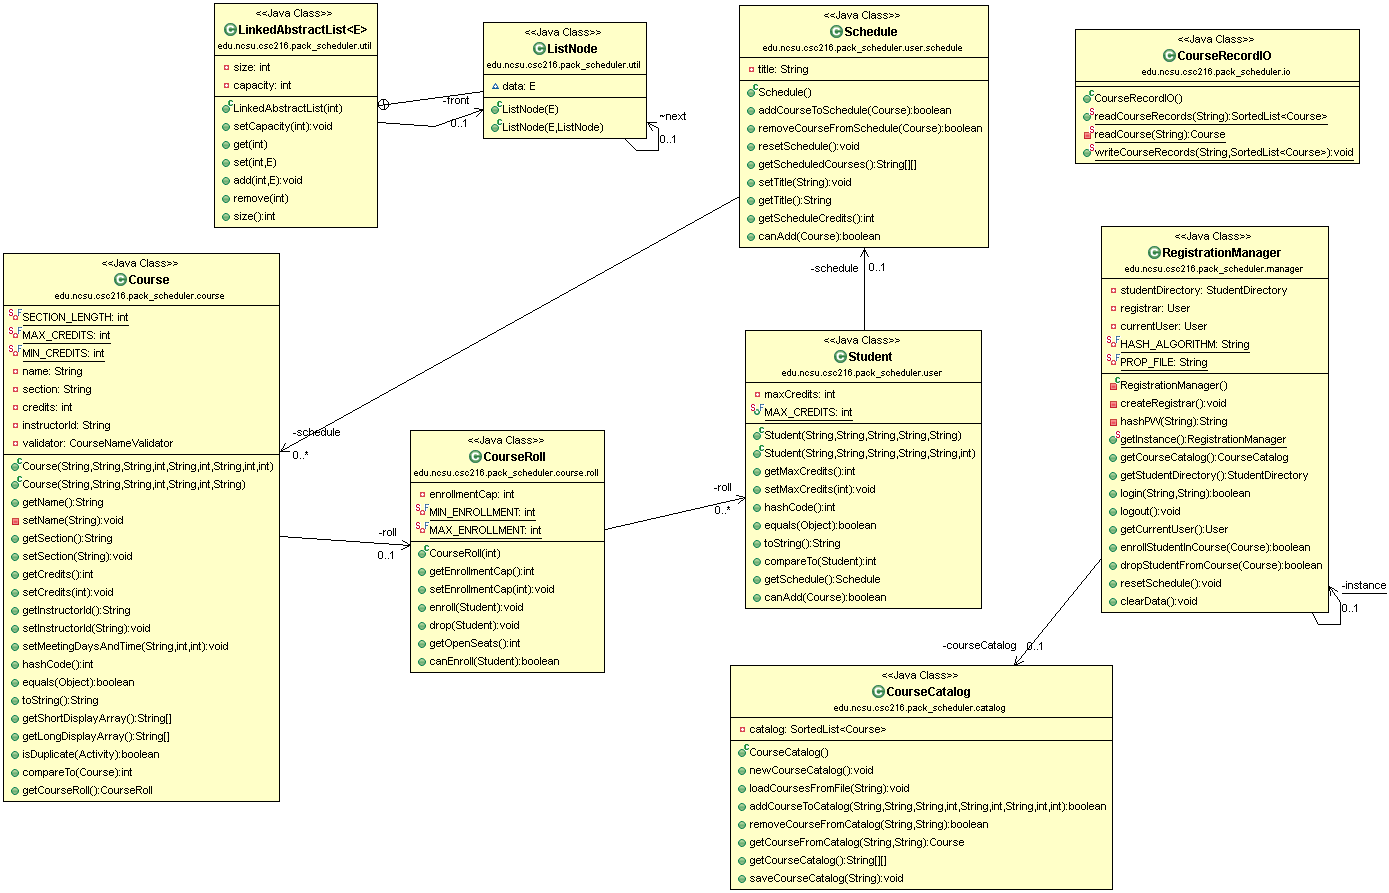 <<Java Class>>
LinkedAbstractList<E>
edu.ncsu.csc216.pack_scheduler.util
size: int
capacity: int
LinkedAbstractList(int)
setCapacity(int):void
get(int)
set(int,E)
add(int,E):void
remove(int)
size():int
-front
0..1
<<Java Class>>
ListNode
edu.ncsu.csc216.pack_scheduler.util
data: E
ListNode(E)
ListNode(E,ListNode)
~next
0..1
<<Java Class>>
Schedule
edu.ncsu.csc216.pack_scheduler.user.schedule
title: String
Schedule()
addCourseToSchedule(Course):boolean
removeCourseFromSchedule(Course):boolean
resetSchedule():void
getScheduledCourses():String[][]
setTitle(String):void
getTitle():String
getScheduleCredits():int
canAdd(Course):boolean
<<Java Class>>
CourseRecordIO
edu.ncsu.csc216.pack_scheduler.io
CourseRecordIO()
readCourseRecords(String):SortedList<Course>
readCourse(String):Course
writeCourseRecords(String,SortedList<Course>):void
<<Java Class>>
Course
edu.ncsu.csc216.pack_scheduler.course
SECTION_LENGTH: int
MAX_CREDITS: int
MIN_CREDITS: int
name: String
section: String
credits: int
instructorId: String
validator: CourseNameValidator
Course(String,String,String,int,String,int,String,int,int)
Course(String,String,String,int,String,int,String)
getName():String
setName(String):void
getSection():String
setSection(String):void
getCredits():int
setCredits(int):void
getInstructorId():String
setInstructorId(String):void
setMeetingDaysAndTime(String,int,int):void
hashCode():int
equals(Object):boolean
toString():String
getShortDisplayArray():String[]
getLongDisplayArray():String[]
isDuplicate(Activity):boolean
compareTo(Course):int
getCourseRoll():CourseRoll
-schedule
0..*
-roll
0..1
<<Java Class>>
CourseRoll
edu.ncsu.csc216.pack_scheduler.course.roll
enrollmentCap: int
MIN_ENROLLMENT: int
MAX_ENROLLMENT: int
CourseRoll(int)
getEnrollmentCap():int
setEnrollmentCap(int):void
enroll(Student):void
drop(Student):void
getOpenSeats():int
canEnroll(Student):boolean
-roll
0..*
-schedule
0..1
<<Java Class>>
Student
edu.ncsu.csc216.pack_scheduler.user
maxCredits: int
MAX_CREDITS: int
Student(String,String,String,String,String)
Student(String,String,String,String,String,int)
getMaxCredits():int
setMaxCredits(int):void
hashCode():int
equals(Object):boolean
toString():String
compareTo(Student):int
getSchedule():Schedule
canAdd(Course):boolean
<<Java Class>>
RegistrationManager
edu.ncsu.csc216.pack_scheduler.manager
studentDirectory: StudentDirectory
registrar: User
currentUser: User
HASH_ALGORITHM: String
PROP_FILE: String
RegistrationManager()
createRegistrar():void
hashPW(String):String
getInstance():RegistrationManager
getCourseCatalog():CourseCatalog
getStudentDirectory():StudentDirectory
login(String,String):boolean
logout():void
getCurrentUser():User
enrollStudentInCourse(Course):boolean
dropStudentFromCourse(Course):boolean
resetSchedule():void
clearData():void
-instance
0..1
-courseCatalog
0..1
<<Java Class>>
CourseCatalog
edu.ncsu.csc216.pack_scheduler.catalog
catalog: SortedList<Course>
CourseCatalog()
newCourseCatalog():void
loadCoursesFromFile(String):void
addCourseToCatalog(String,String,String,int,String,int,String,int,int):boolean
removeCourseFromCatalog(String,String):boolean
getCourseFromCatalog(String,String):Course
getCourseCatalog():String[][]
saveCourseCatalog(String):void